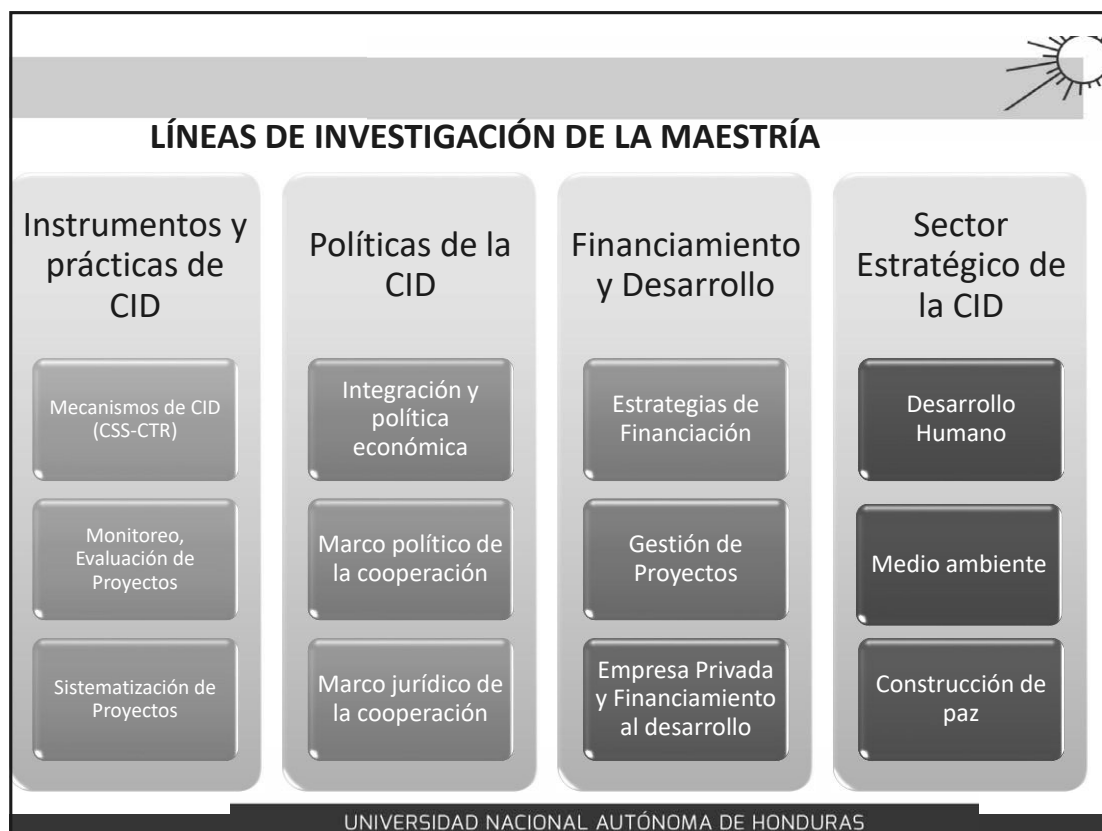 LÍNEAS DE INVESTIGACIÓN DE LA MAESTRÍA
Instrumentos y
prácticas de
CID
Mecanismos de CID
(CSS-CTR)
Monitoreo,
Evaluación de
Proyectos
Sistematización de
Proyectos
Políticas de la
CID
Integración y
política
económica
Marco político de
la cooperación
Marco jurídico de
la cooperación
Financiamiento
y Desarrollo
Estrategias de
Financiación
Gestión de
Proyectos
Empresa Privada
y Financiamiento
al desarrollo
Sector
Estratégico de
la CID
Desarrollo
Humano
Medio ambiente
Construcción de
paz
UNIVERSIDAD NACIONAL AUTÓNOMA DE HONDURAS